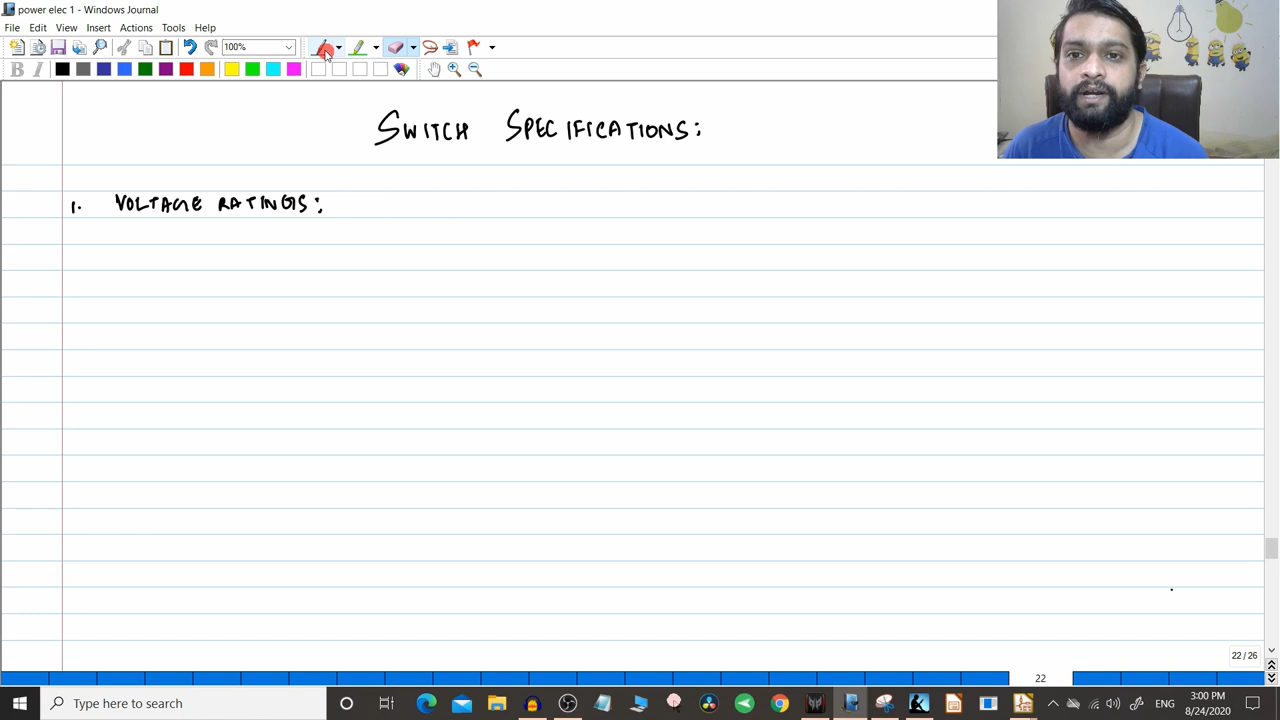 power elec 1 - Windows Journal
File Edit View Insert Actions Tools Help
100%
B I
SWITCH SPECIFICATIONS:
1. VOLTAGE RATINGS:
22 / 26
22
Type here to search
ENG
3:00 PM
8/24/2020